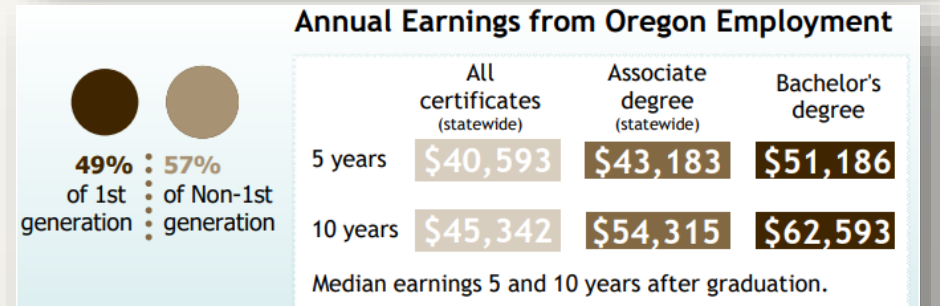 Annual Earnings from Oregon Employment
49%
of 1st
generation
57%
of Non-1st
generation
All
certificates
(statewide)
Associate
degree
(statewide)
Bachelor's
degree
5 years $40,593 $43,183 $51,186
10 years $45,342 $54,315 $62,593
Median earnings 5 and 10 years after graduation.